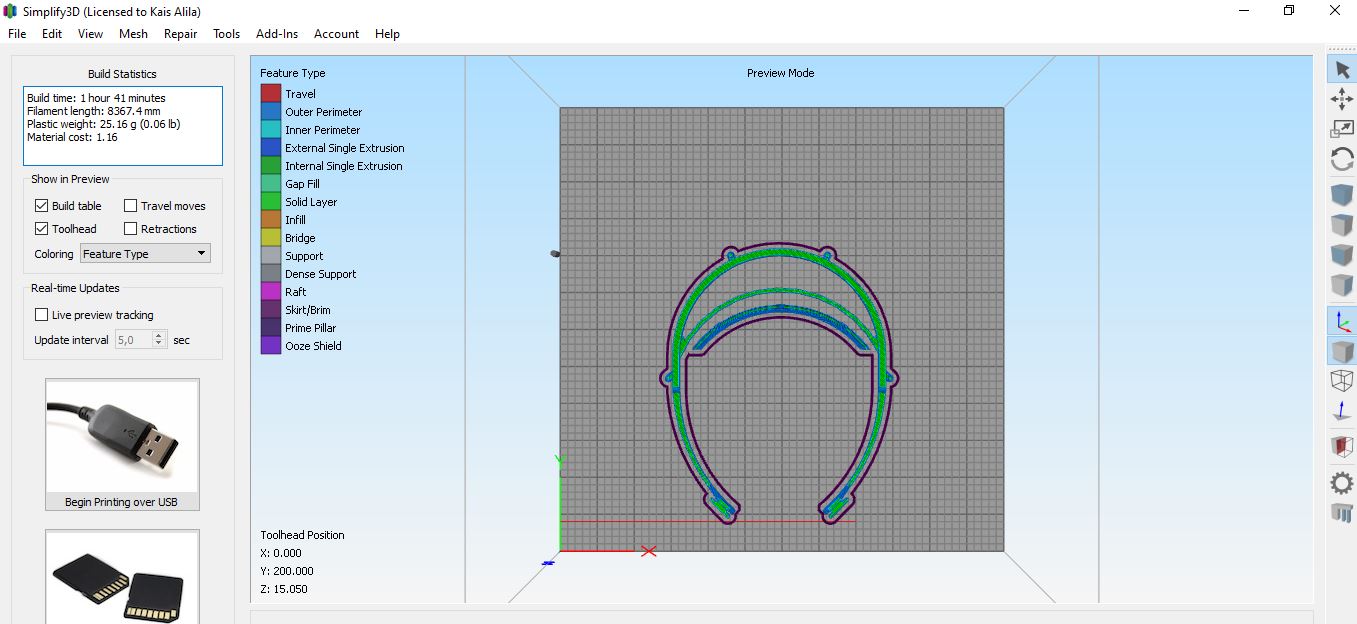 Simplify3D (Licensed to Kais Alila)
File Edit View Mesh Repair Tools Add-Ins Account Help
Build Statistics
Build time: 1 hour 41 minutes
Filament length: 8367.4 mm
Plastic weight: 25.16 g (0.06 lb)
Material cost: 1.16
Show in Preview
Build table Travel moves
Toolhead Retractions
Coloring Feature Type
Real-time Updates
Live preview tracking
Update interval 5,0 sec
Begin Printing over USB
Feature Type
Travel
Outer Perimeter
Inner Perimeter
External Single Extrusion
Internal Single Extrusion
Gap Fill
Solid Layer
Infill
Bridge
Support
Dense Support
Raft
Skirt/Brim
Prime Pillar
Ooze Shield
Preview Mode
Toolhead Position
X: 0.000
Y: 200.000
Z: 15.050